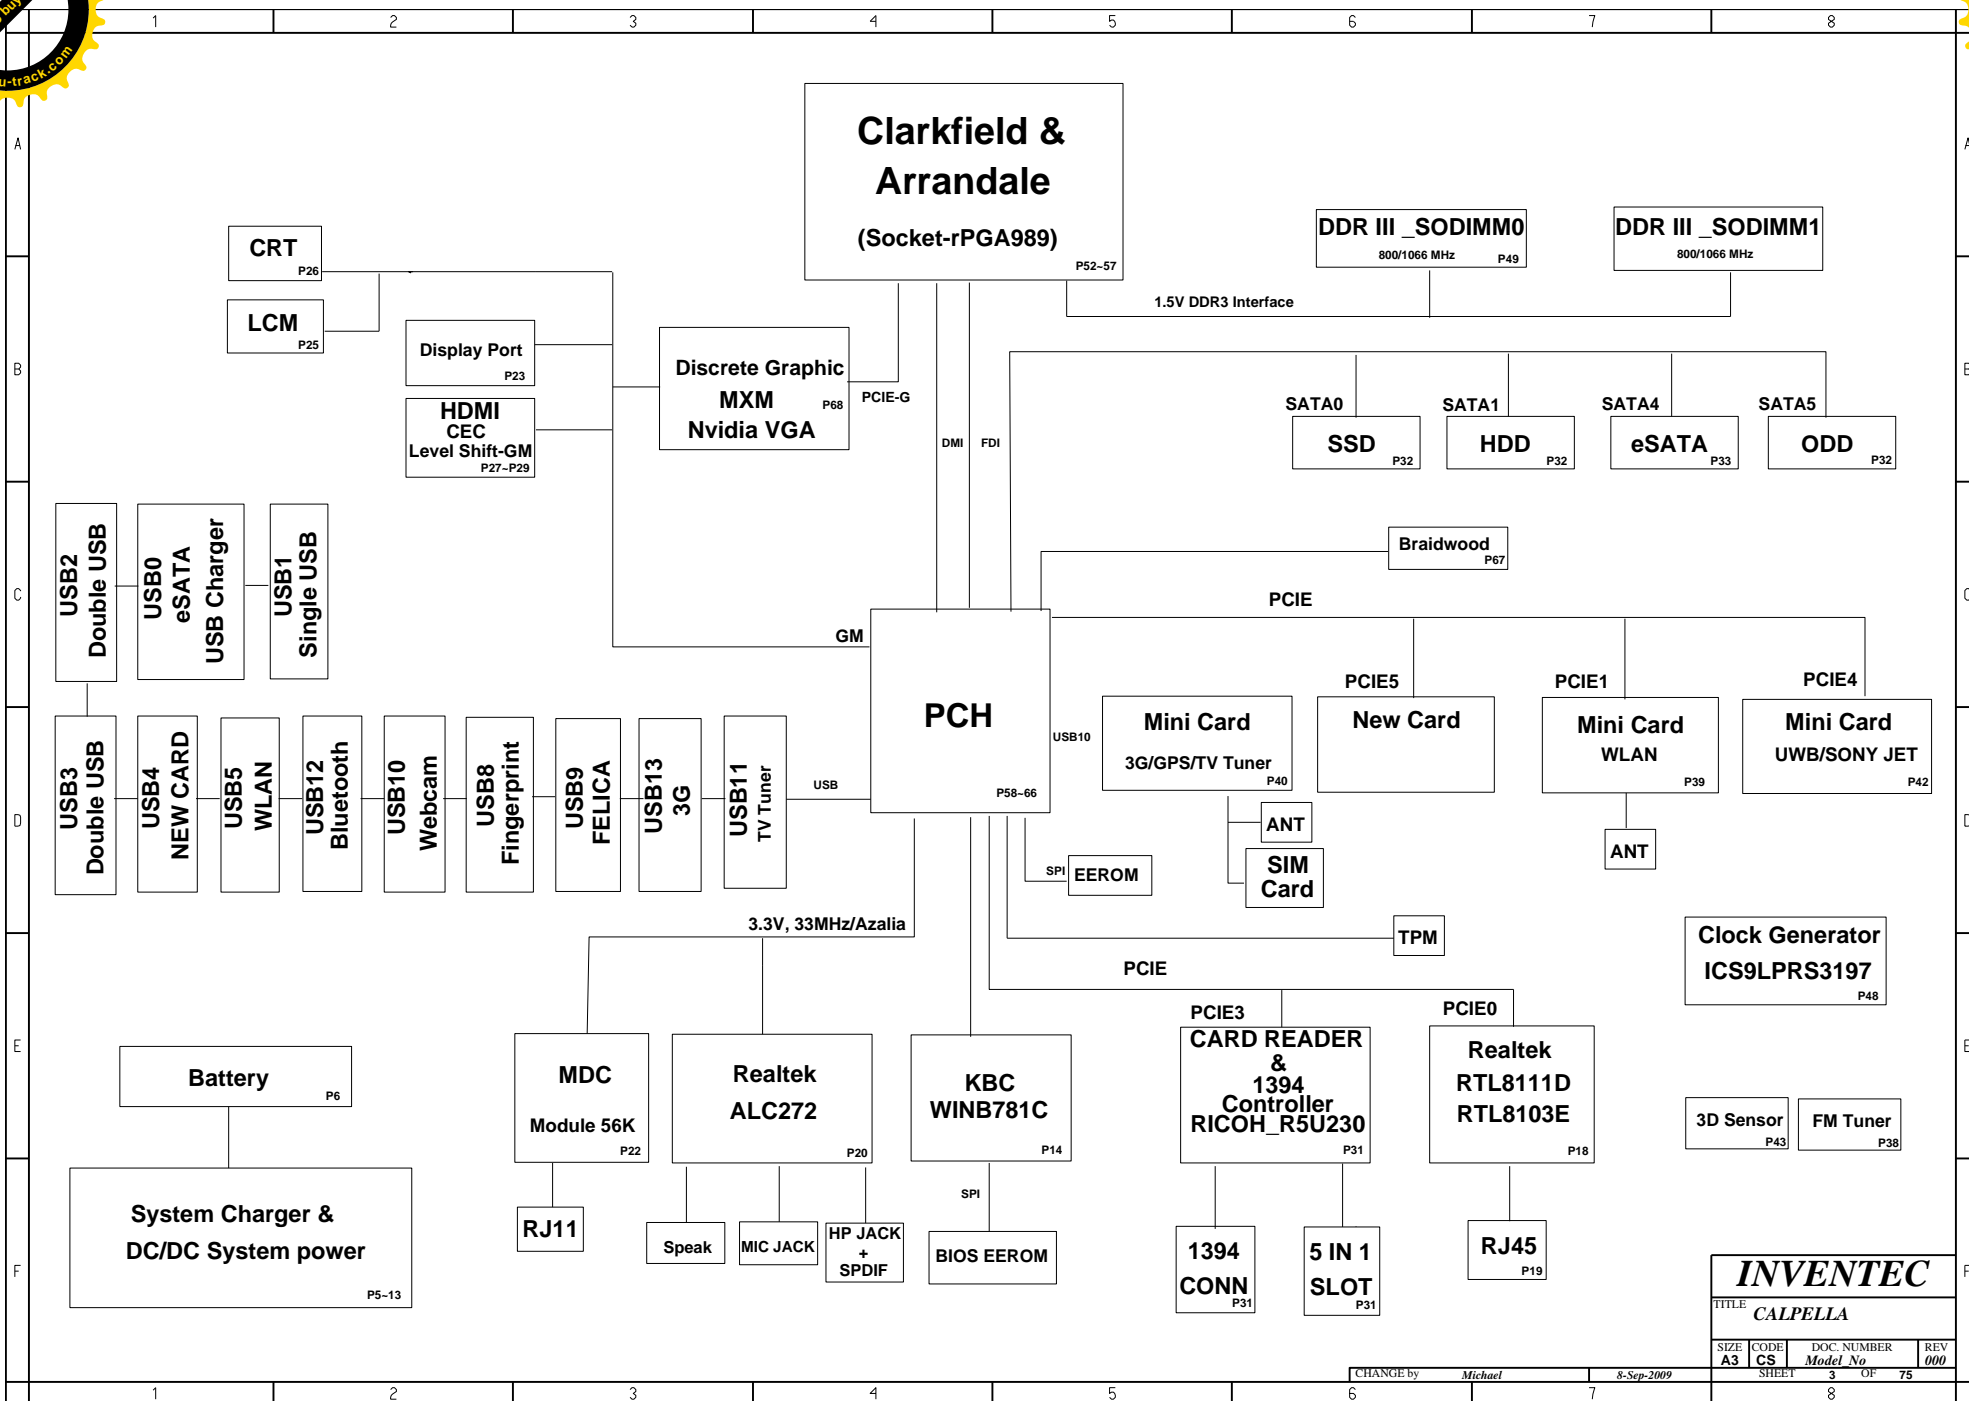 buy
u-track.com
1 2 3 4 5 6 7 8
A
Clarkfield &
Arrandale
(Socket-rPGA989)
P52~57
DDR III _SODIMM0
800/1066 MHz
P49
DDR III _SODIMM1
800/1066 MHz
CRT
P26
LCM
P25
1.5V DDR3 Interface
B
Display Port
P23
HDMI
CEC
Level Shift-GM
P27~P29
Discrete Graphic
MXM
P68
Nvidia VGA
PCIE-G
DMI
FDI
SATA0
SSD
P32
SATA1
HDD
P32
SATA4
eSATA
P33
SATA5
ODD
P32
C
USB2
Double USB
USB0
eSATA
USB Charger
USB1
Single USB
Braidwood
P67
PCIE
GM
PCH
P58~66
PCIE5
New Card
PCIE1
Mini Card
WLAN
P39
PCIE4
Mini Card
UWB/SONY JET
P42
USB10
Mini Card
3G/GPS/TV Tuner
P40
D
USB3
Double USB
USB4
NEW CARD
USB5
WLAN
USB12
Bluetooth
USB10
Webcam
USB8
Fingerprint
USB9
FELICA
USB13
3G
USB11
TV Tuner
USB
ANT
SIM
Card
ANT
SPI
EEROM
3.3V, 33MHz/Azalia
TPM
PCIE
Clock Generator
ICS9LPRS3197
P48
E
Battery
P6
MDC
Module 56K
P22
Realtek
ALC272
P20
KBC
WINB781C
P14
PCIE3
CARD READER
&
1394
Controller
RICOH_R5U230
P31
PCIE0
Realtek
RTL8111D
RTL8103E
P18
3D Sensor
P43
FM Tuner
P38
F
System Charger &
DC/DC System power
P5~13
RJ11
Speak
MIC JACK
HP JACK
+
SPDIF
SPI
BIOS EEROM
1394
CONN
P31
5 IN 1
SLOT
P31
RJ45
P19
INVENTEC
TITLE
CALPELLA
SIZE CODE DOC. NUMBER REV
A3 CS Model_No 000
CHANGE by Michael 8-Sep-2009 SHEET 3 OF 75
1 2 3 4 5 6 7 8